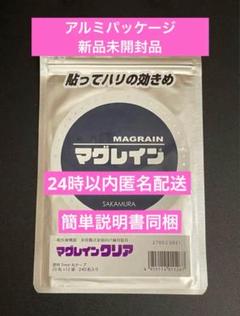 アルミパッケージ
新品未開封品
貼ってハリの効きめ
MAGRAIN
マグレイン
24時以内匿名配送
SAKAMURA
簡単説明書同梱
マグレインクリア